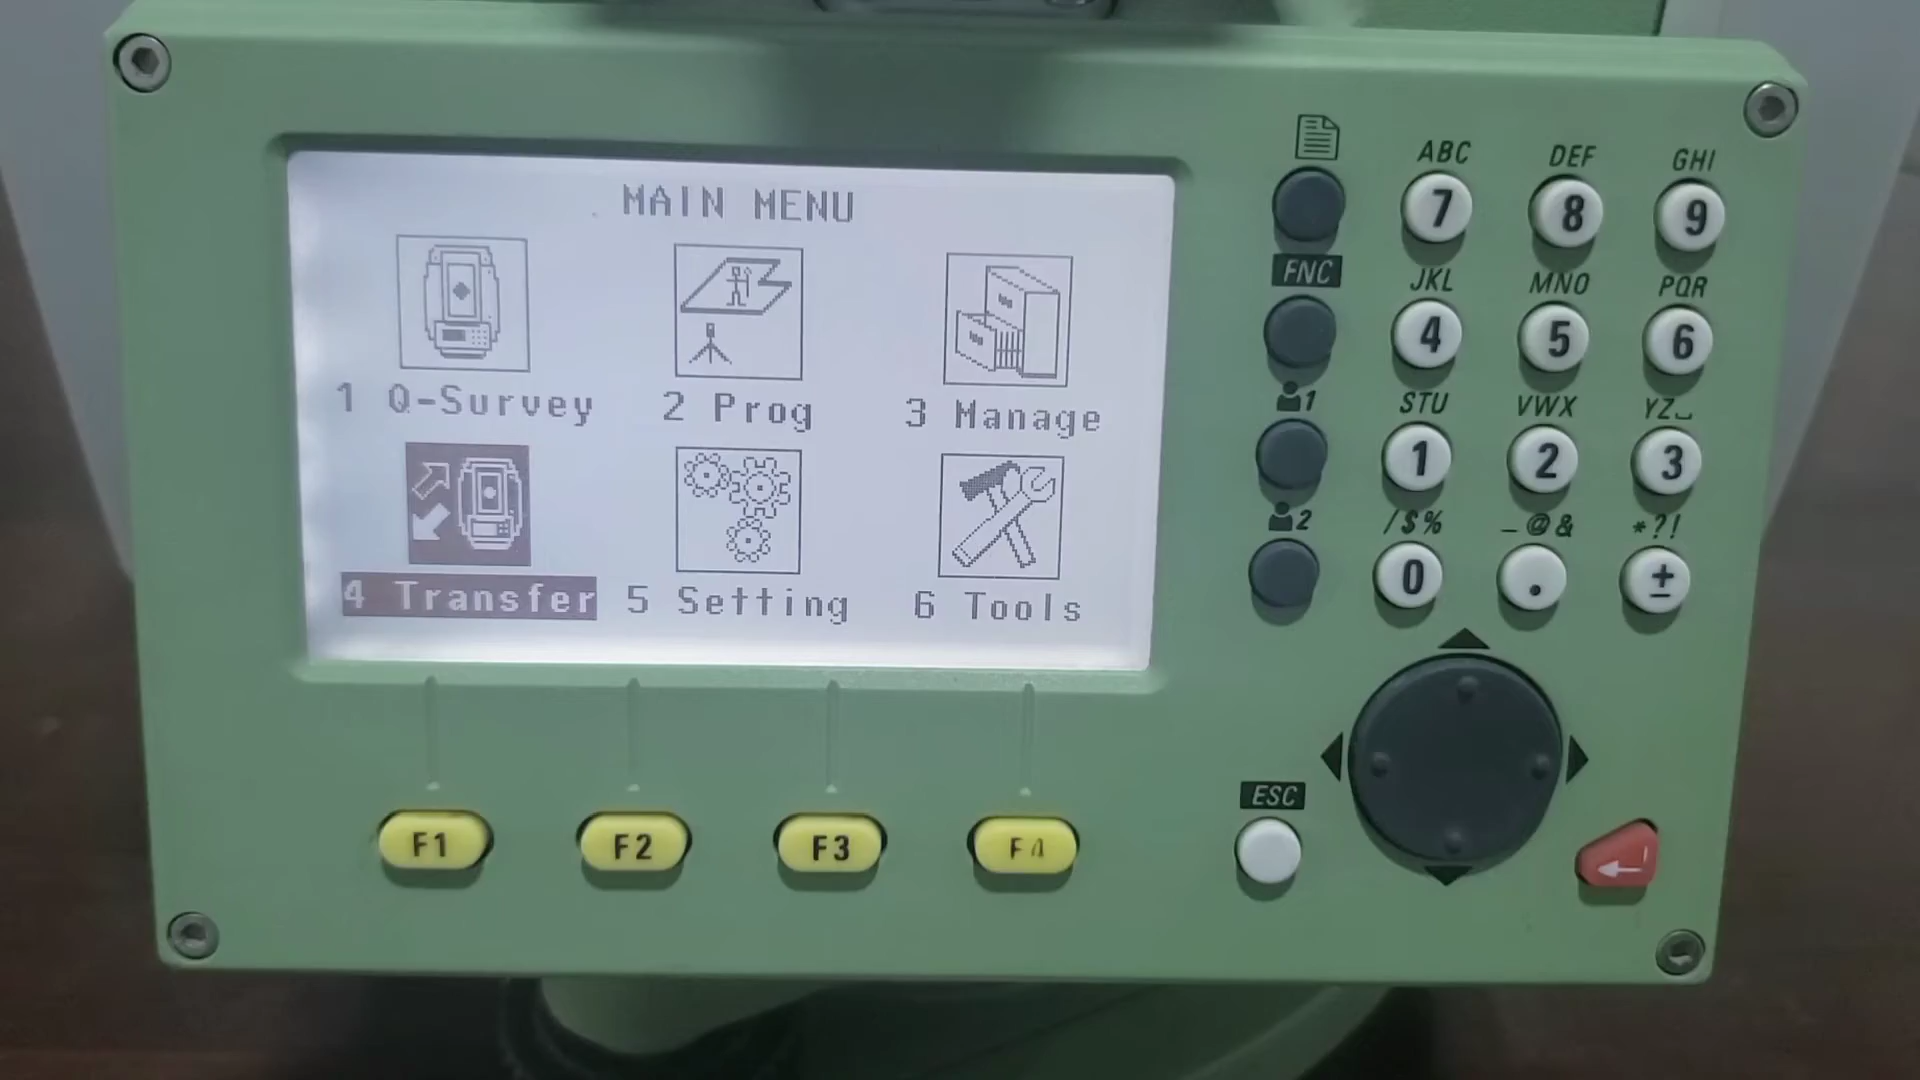 MAIN MENU
1 Q-Survey 2 Prog 3 Manage
4 Transfer 5 Setting 6 Tools
F1 F2 F3 F4
ABC DEF GHI
7 8 9
FNC JKL MNO PQR
4 5 6
1 STU VWX YZ⎵
1 2 3
2 /$% _@& *?!
0 . ±
ESC